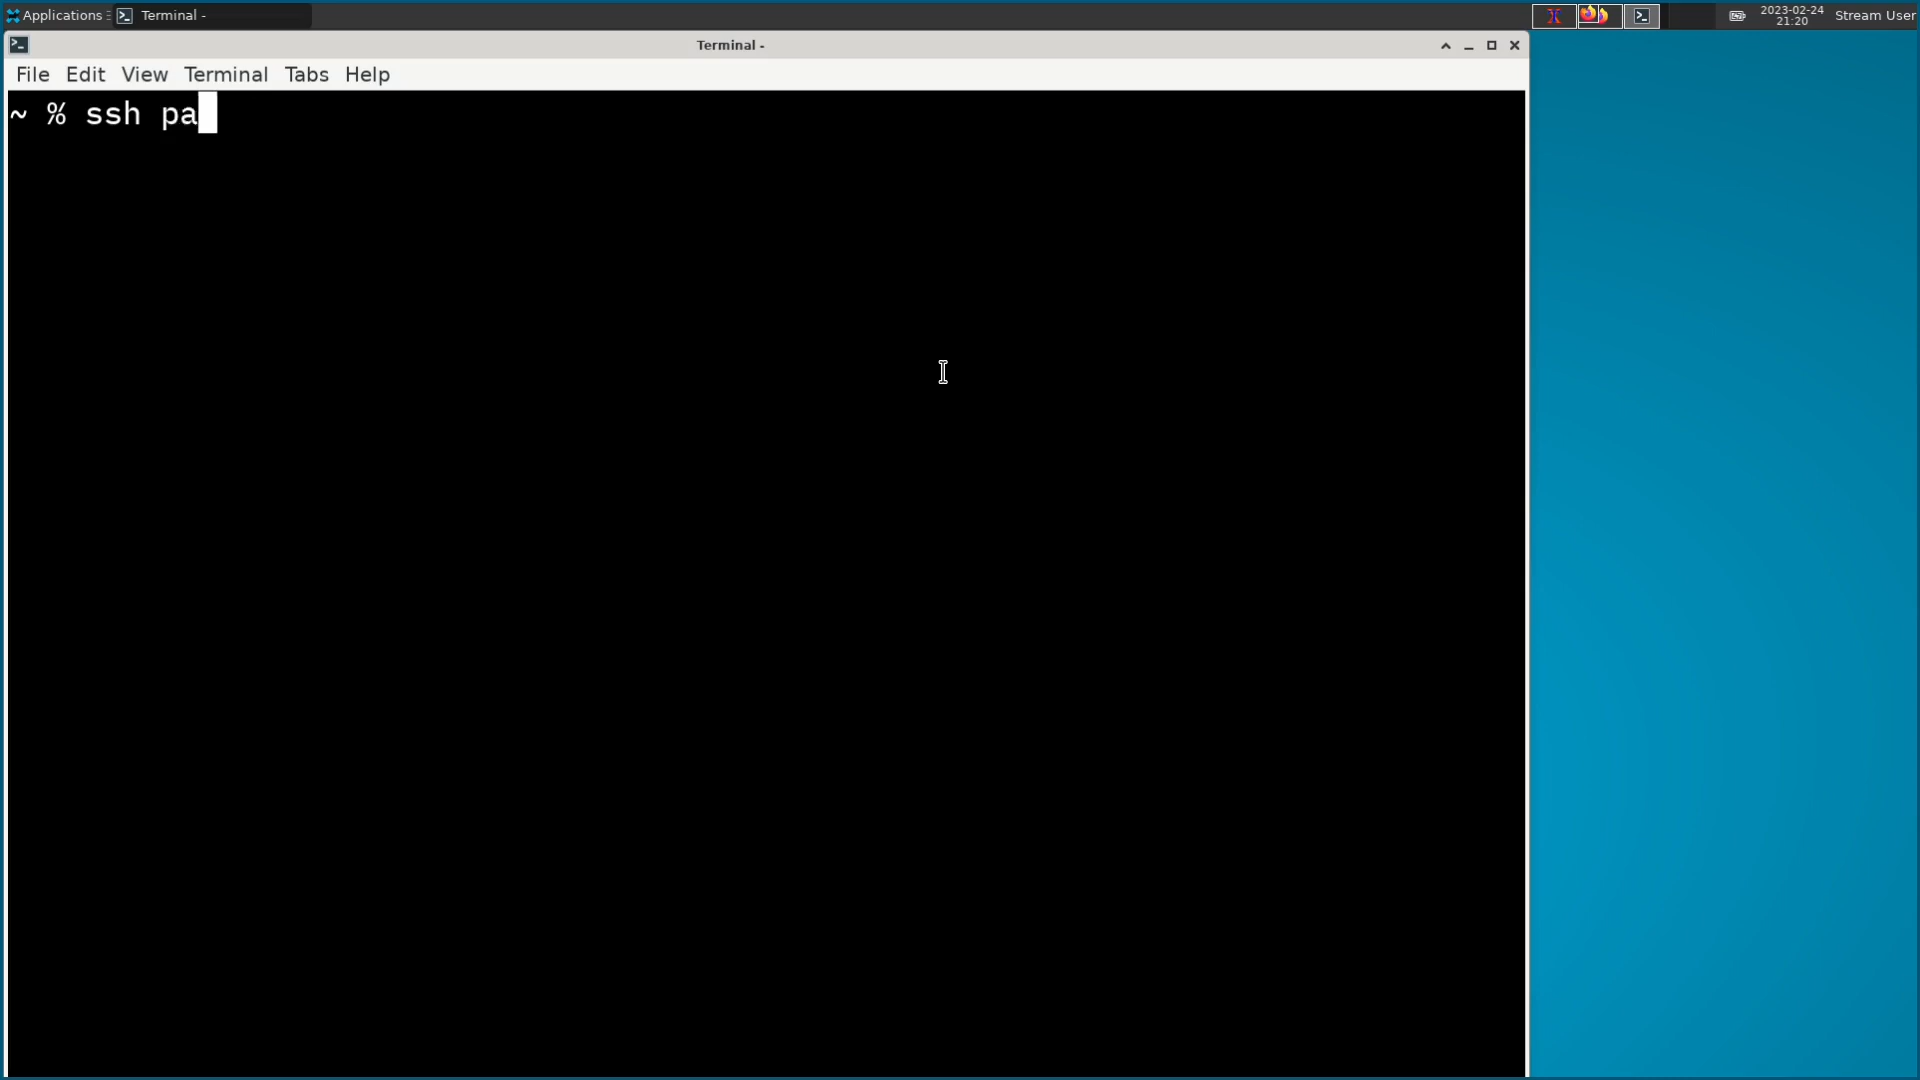 Applications
Terminal -
2023-02-24
21:20
Stream User
Terminal -
File Edit View Terminal Tabs Help
~ % ssh pa